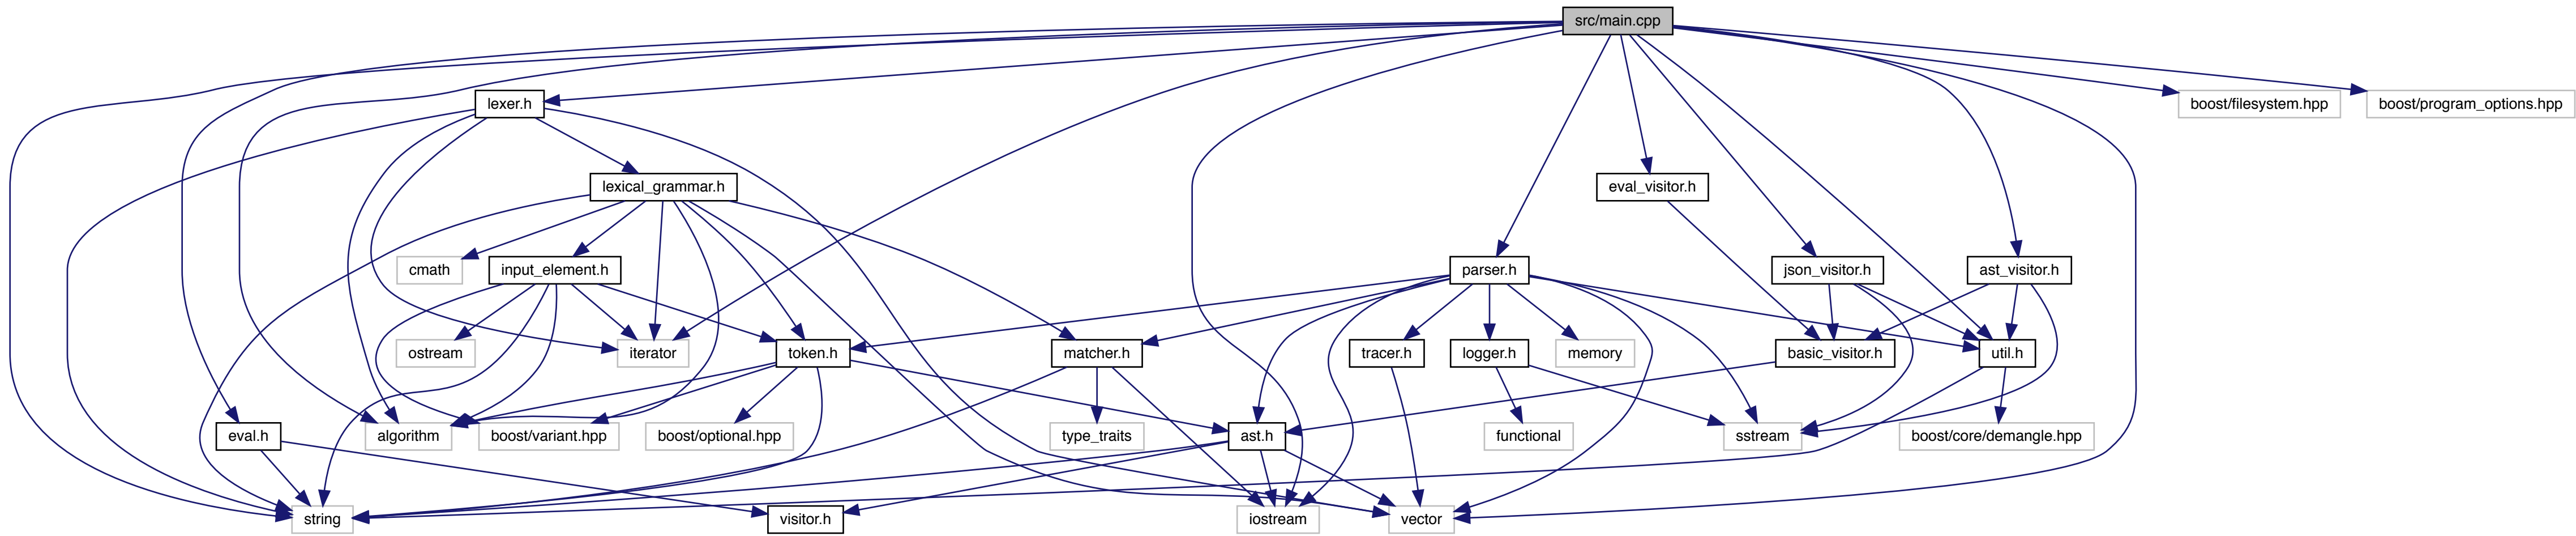 src/main.cpp
lexer.h
boost/filesystem.hpp
boost/program_options.hpp
lexical_grammar.h
eval_visitor.h
cmath
input_element.h
parser.h
json_visitor.h
ast_visitor.h
ostream
iterator
token.h
matcher.h
tracer.h
logger.h
memory
basic_visitor.h
util.h
eval.h
algorithm
boost/variant.hpp
boost/optional.hpp
type_traits
ast.h
functional
sstream
boost/core/demangle.hpp
string
visitor.h
iostream
vector